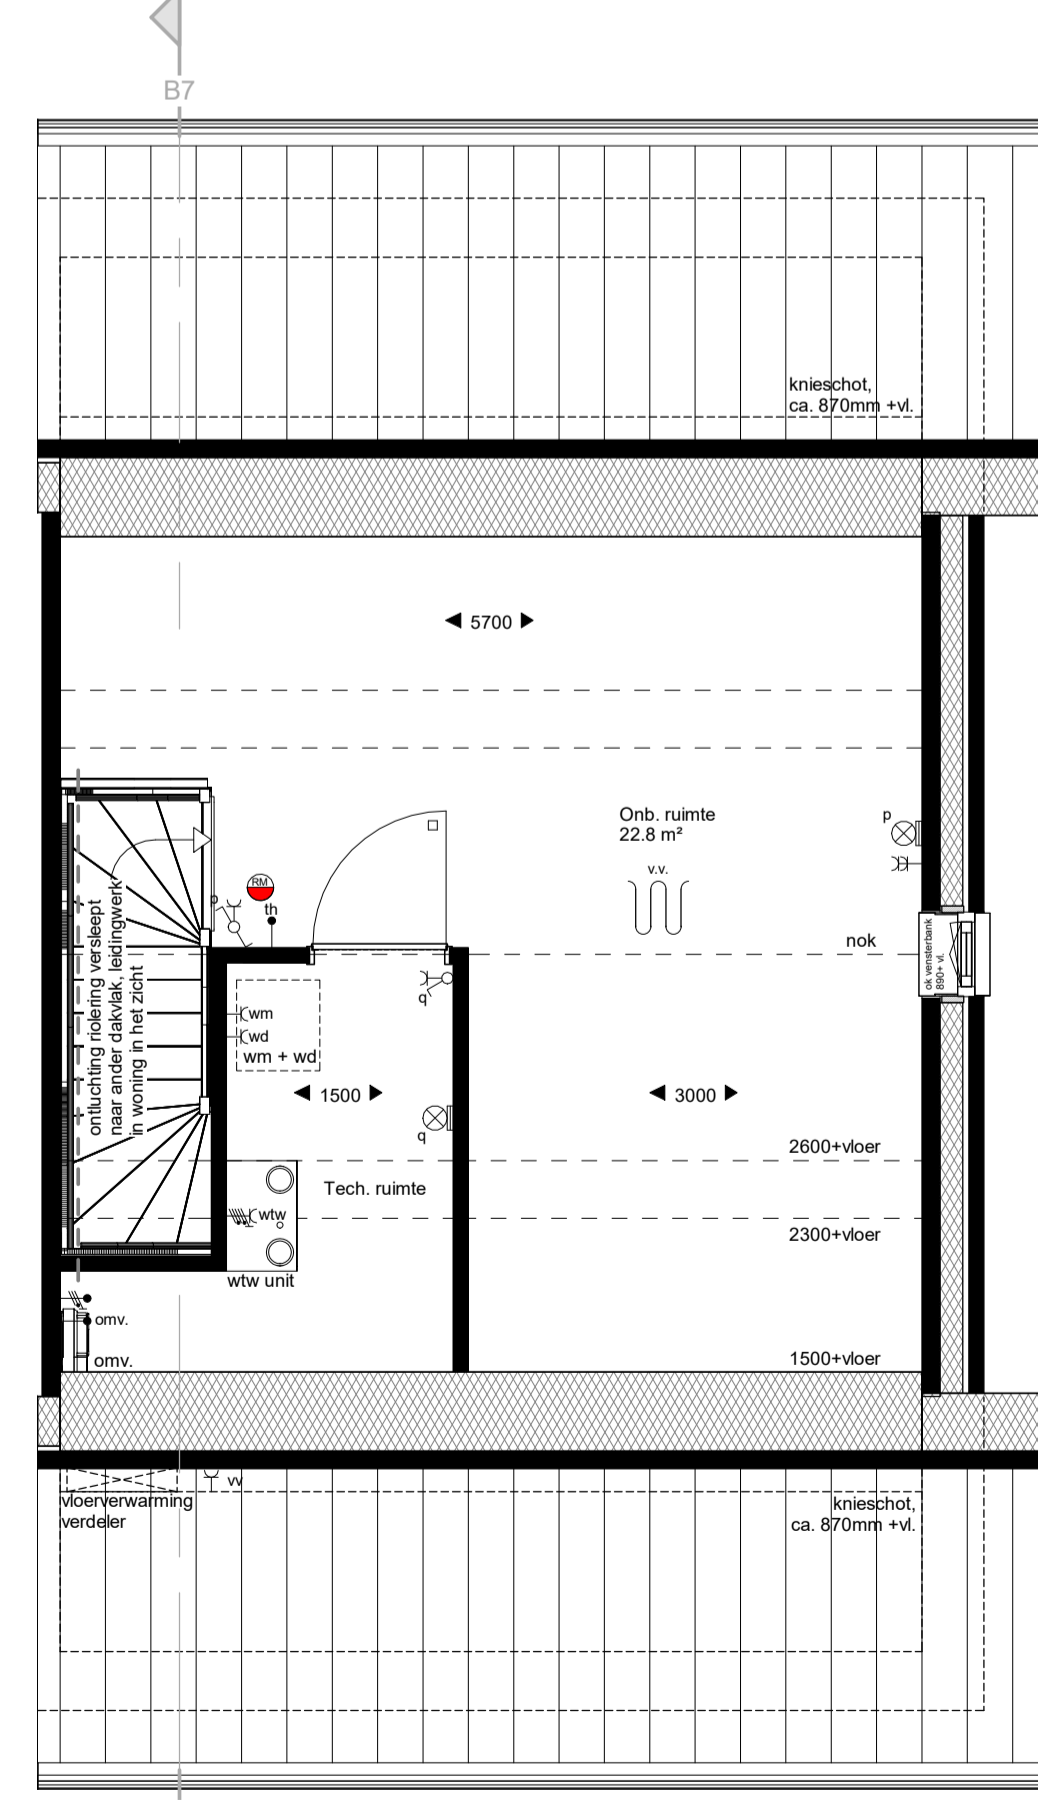 B7
knieschot,
ca. 870mm +vl.
5700
Onb. ruimte
22.8 m²
v.v.
p
RM
p
th
nok
ok vensterbank
890+ vl.
ontluchting riolering versleept
naar ander dakvlak, leidingwerk
in woning in het zicht
q
wm
wd
wm + wd
1500
3000
q
2600+vloer
Tech. ruimte
wtw
2300+vloer
wtw unit
omv.
omv.
1500+vloer
vv
vloerverwarming
verdeler
knieschot,
ca. 870mm +vl.